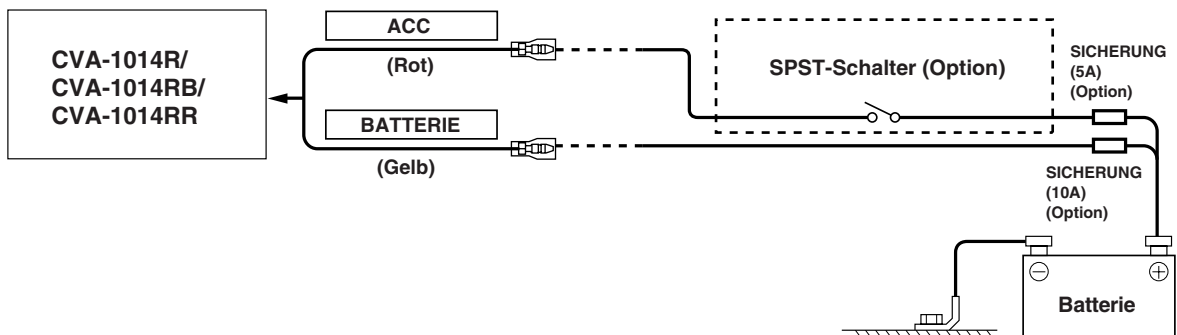 CVA-1014R/
CVA-1014RB/
CVA-1014RR
ACC
(Rot)
BATTERIE
(Gelb)
SPST-Schalter (Option)
SICHERUNG
(5A)
(Option)
SICHERUNG
(10A)
(Option)
Batterie